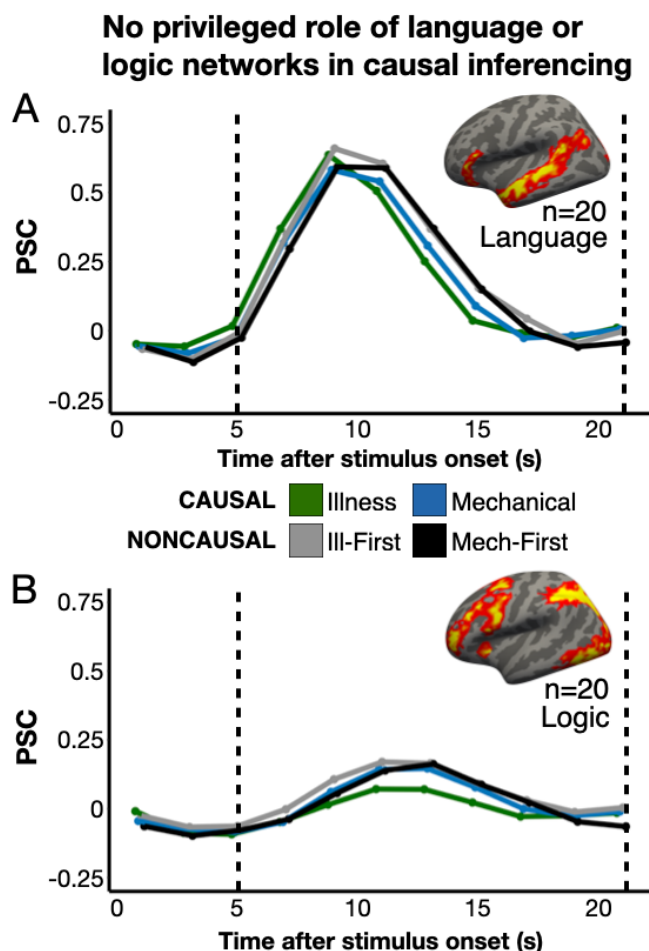 No privileged role of language or
logic networks in causal inferencing
A
0.75
0.5
0.25
0
-0.25
PSC
n=20
Language
0 5 10 15 20
Time after stimulus onset (s)
CAUSAL Illness Mechanical
NONCAUSAL Ill-First Mech-First
B
0.75
0.5
0.25
0
-0.25
PSC
n=20
Logic
0 5 10 15 20
Time after stimulus onset (s)